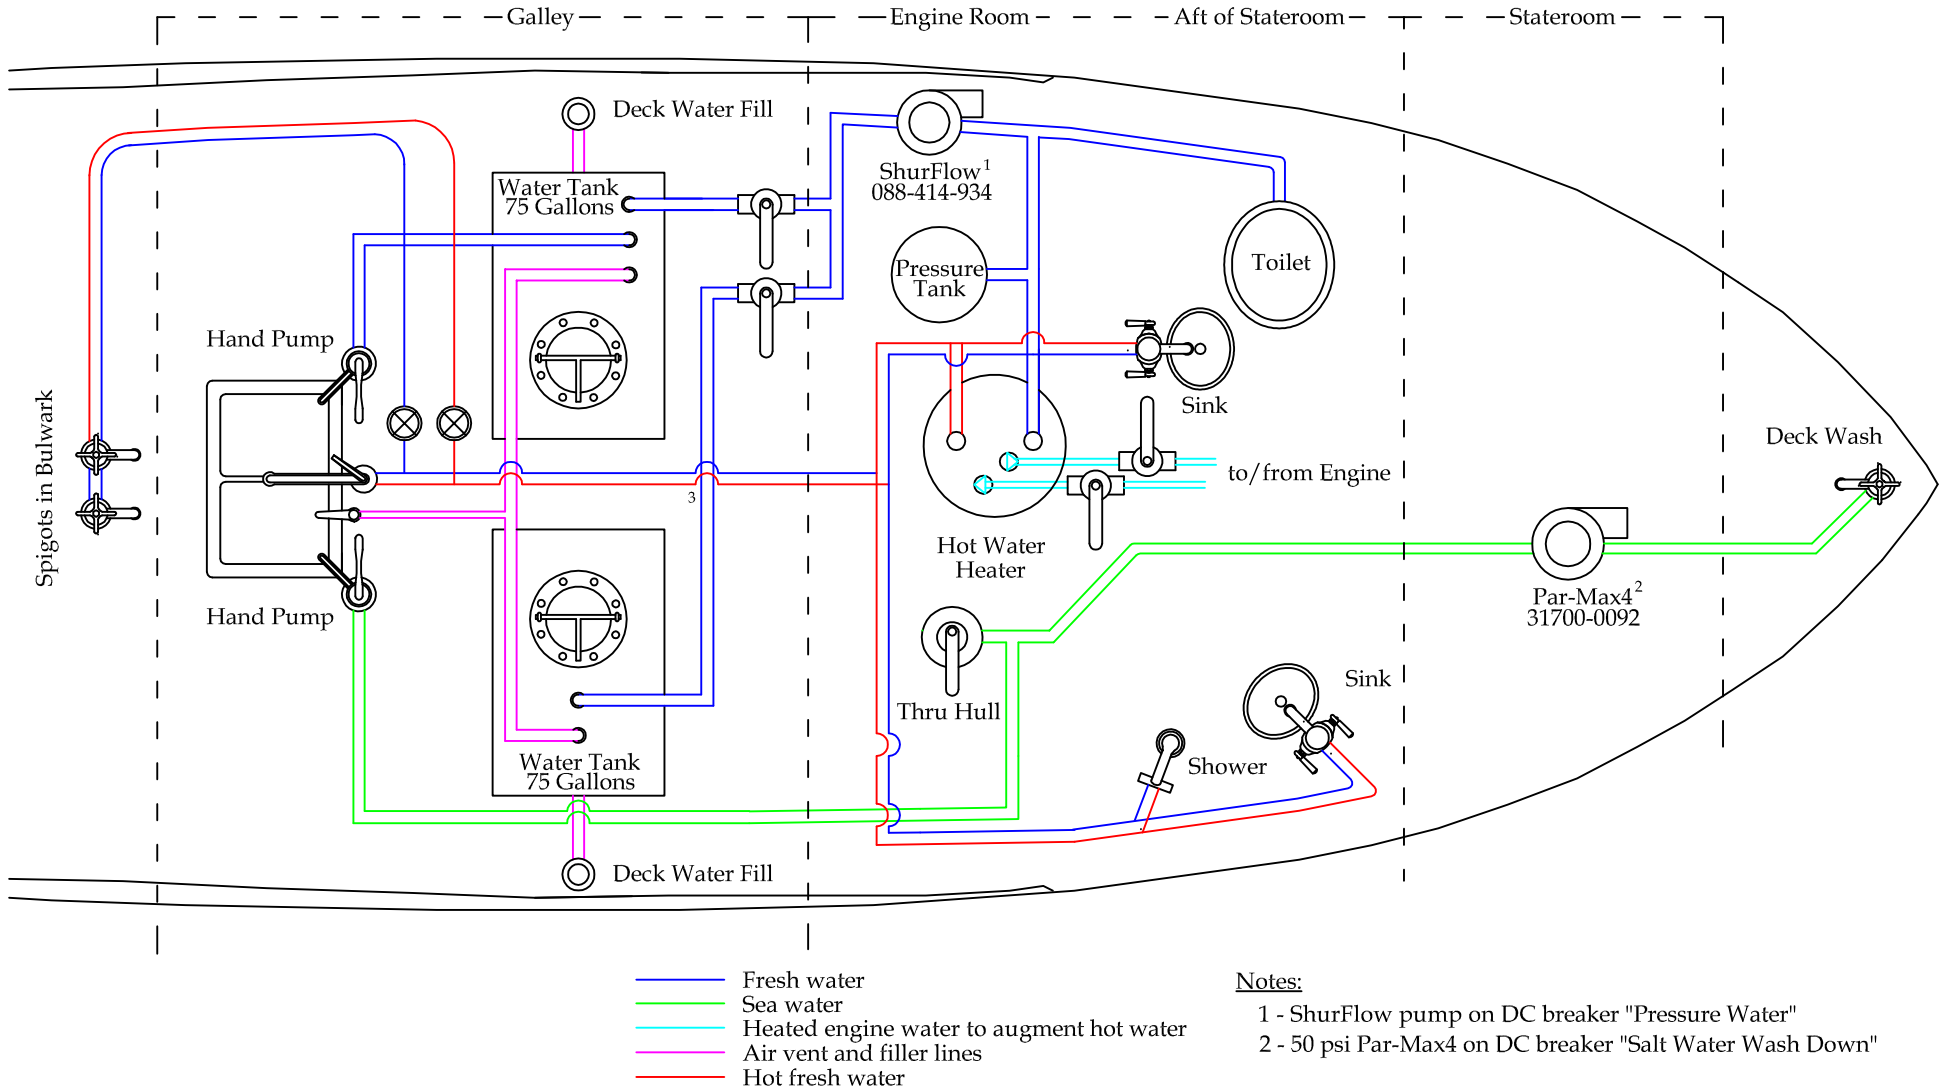 Galley
Engine Room
Aft of Stateroom
Stateroom
Deck Water Fill
Water Tank
75 Gallons
ShurFlow1
088-414-934
Pressure
Tank
Toilet
Hand Pump
Sink
Spigots in Bulwark
Deck Wash
to/from Engine
3
Hot Water
Heater
Par-Max4 2
31700-0092
Hand Pump
Thru Hull
Sink
Shower
Water Tank
75 Gallons
Deck Water Fill
Fresh water
Sea water
Heated engine water to augment hot water
Air vent and filler lines
Hot fresh water
Notes:
1 - ShurFlow pump on DC breaker "Pressure Water"
2 - 50 psi Par-Max4 on DC breaker "Salt Water Wash Down"